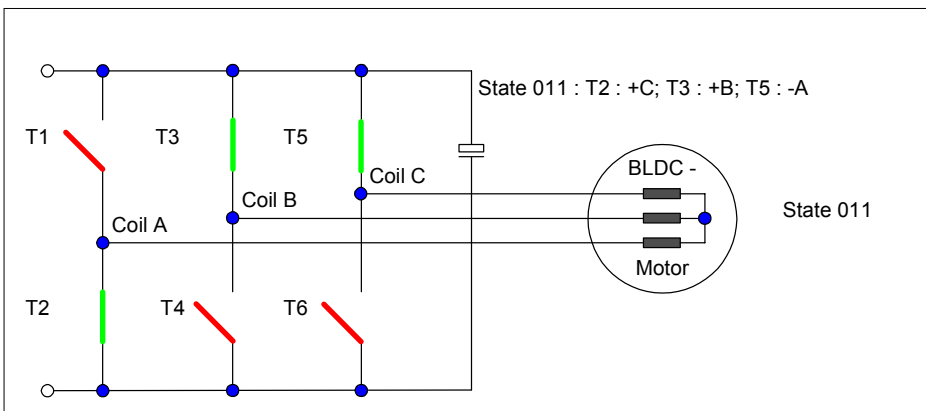 State 011 : T2 : +C; T3 : +B; T5 : -A
T1
T3
T5
BLDC -
Coil C
Coil B
State 011
Coil A
Motor
T2
T4
T6